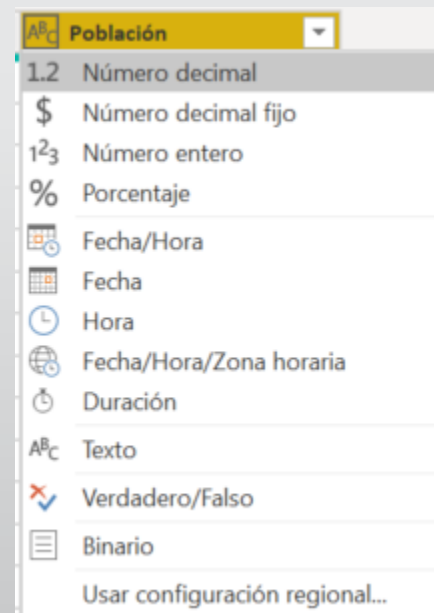 ABC Población
1.2 Número decimal
$ Número decimal fijo
123 Número entero
% Porcentaje
Fecha/Hora
Fecha
Hora
Fecha/Hora/Zona horaria
Duración
ABC Texto
Verdadero/Falso
Binario
Usar configuración regional...